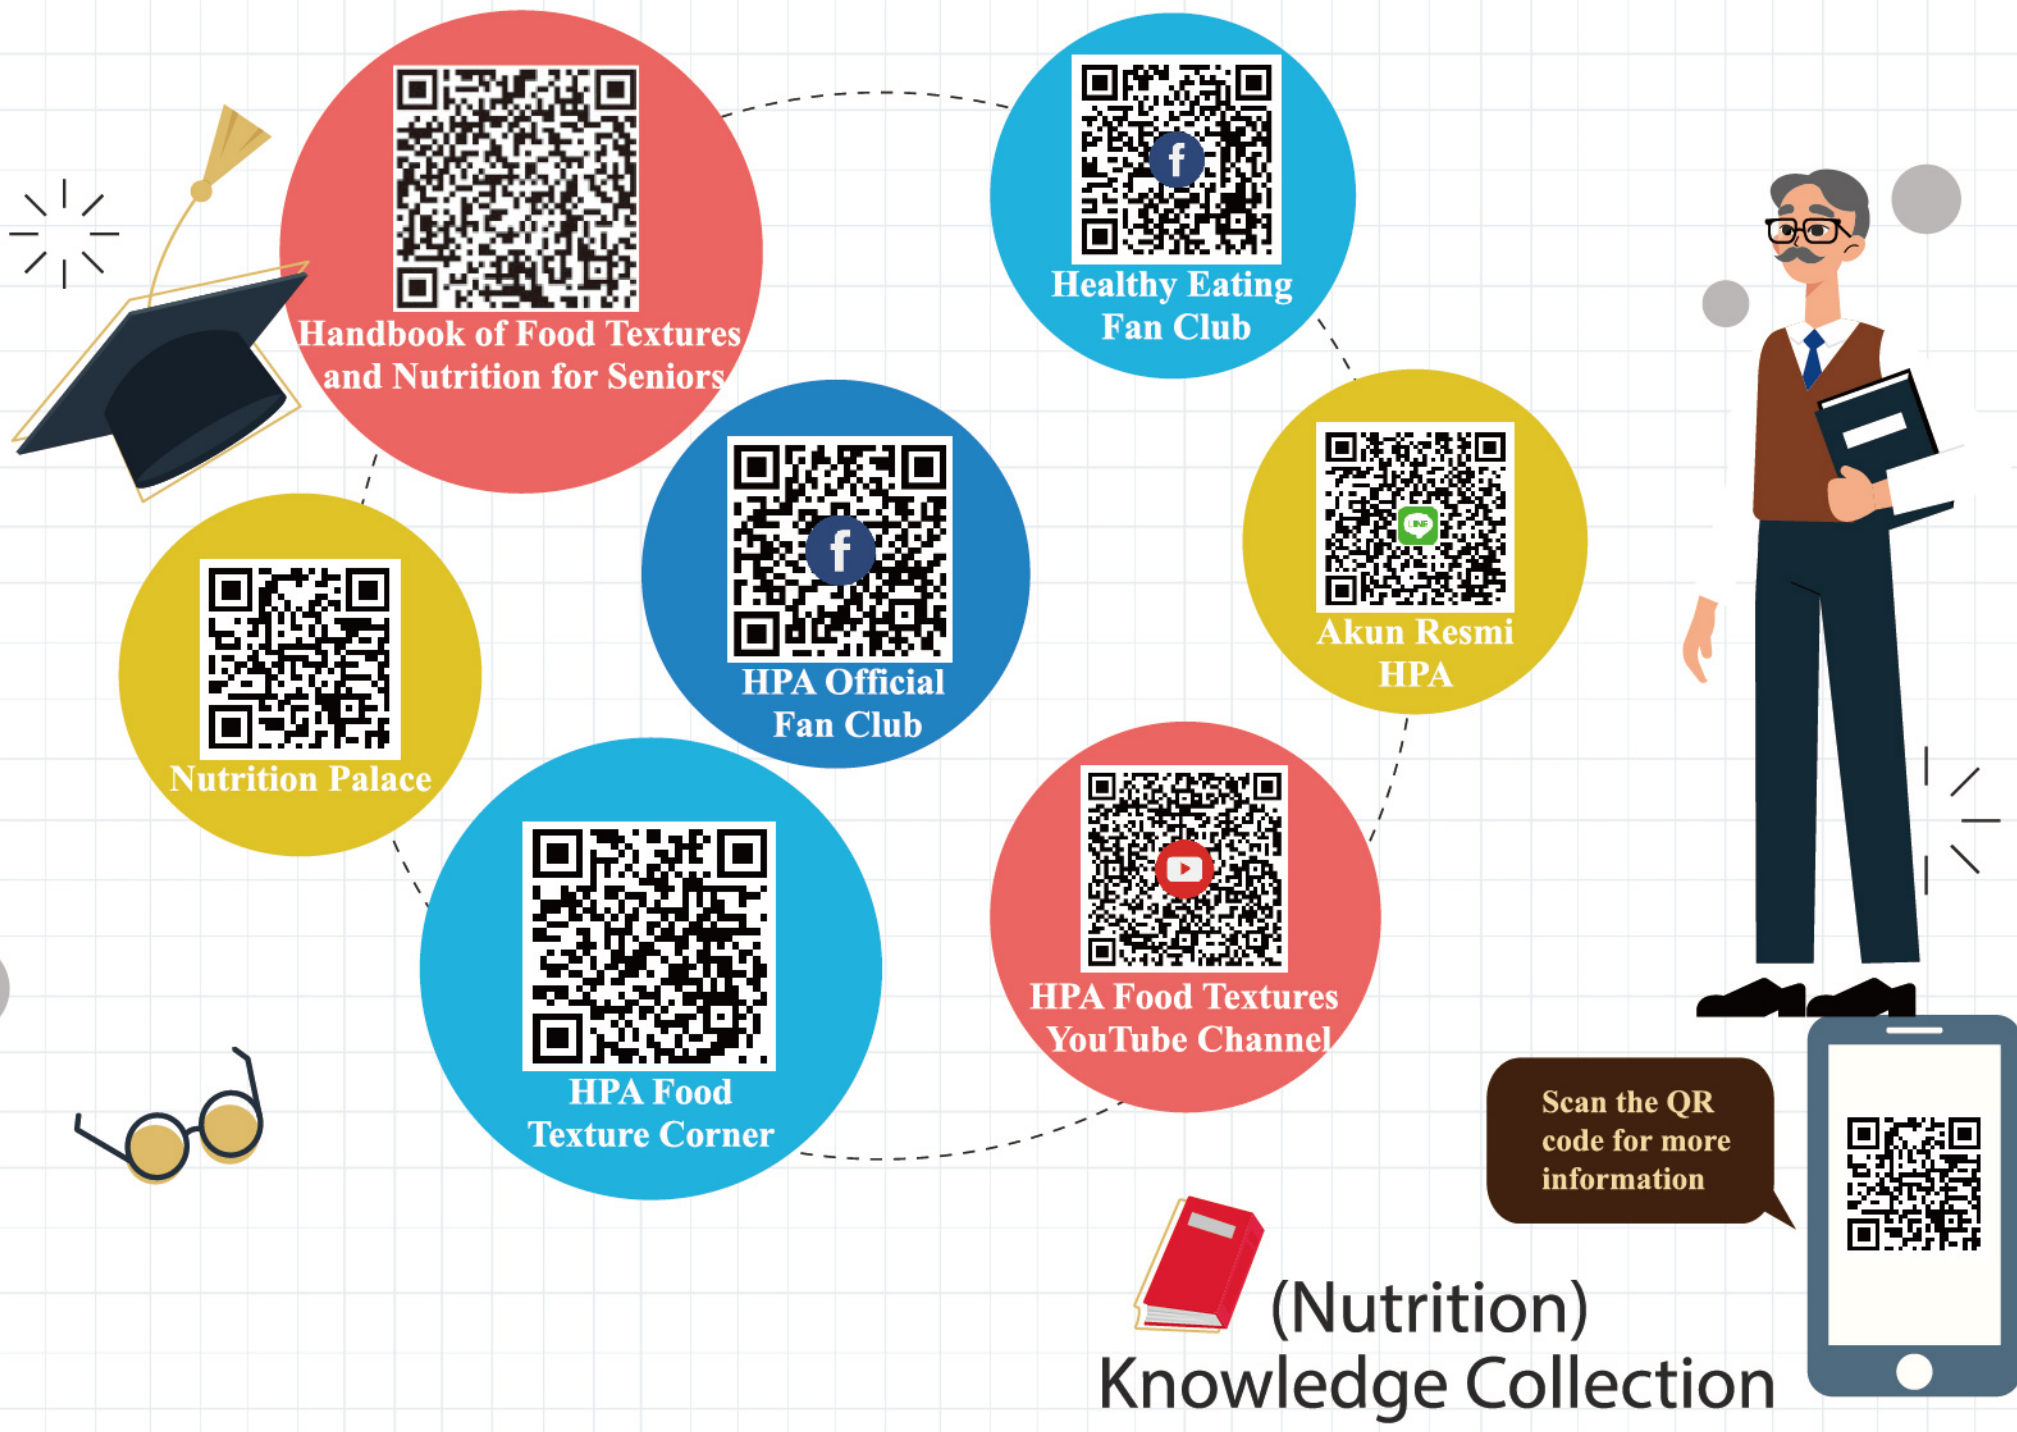 Handbook of Food Textures
and Nutrition for Seniors
f
Healthy Eating
Fan Club
f
HPA Official
Fan Club
LINE
Akun Resmi
HPA
Nutrition Palace
HPA Food
Texture Corner
HPA Food Textures
YouTube Channel
Scan the QR
code for more
information
(Nutrition)
Knowledge Collection